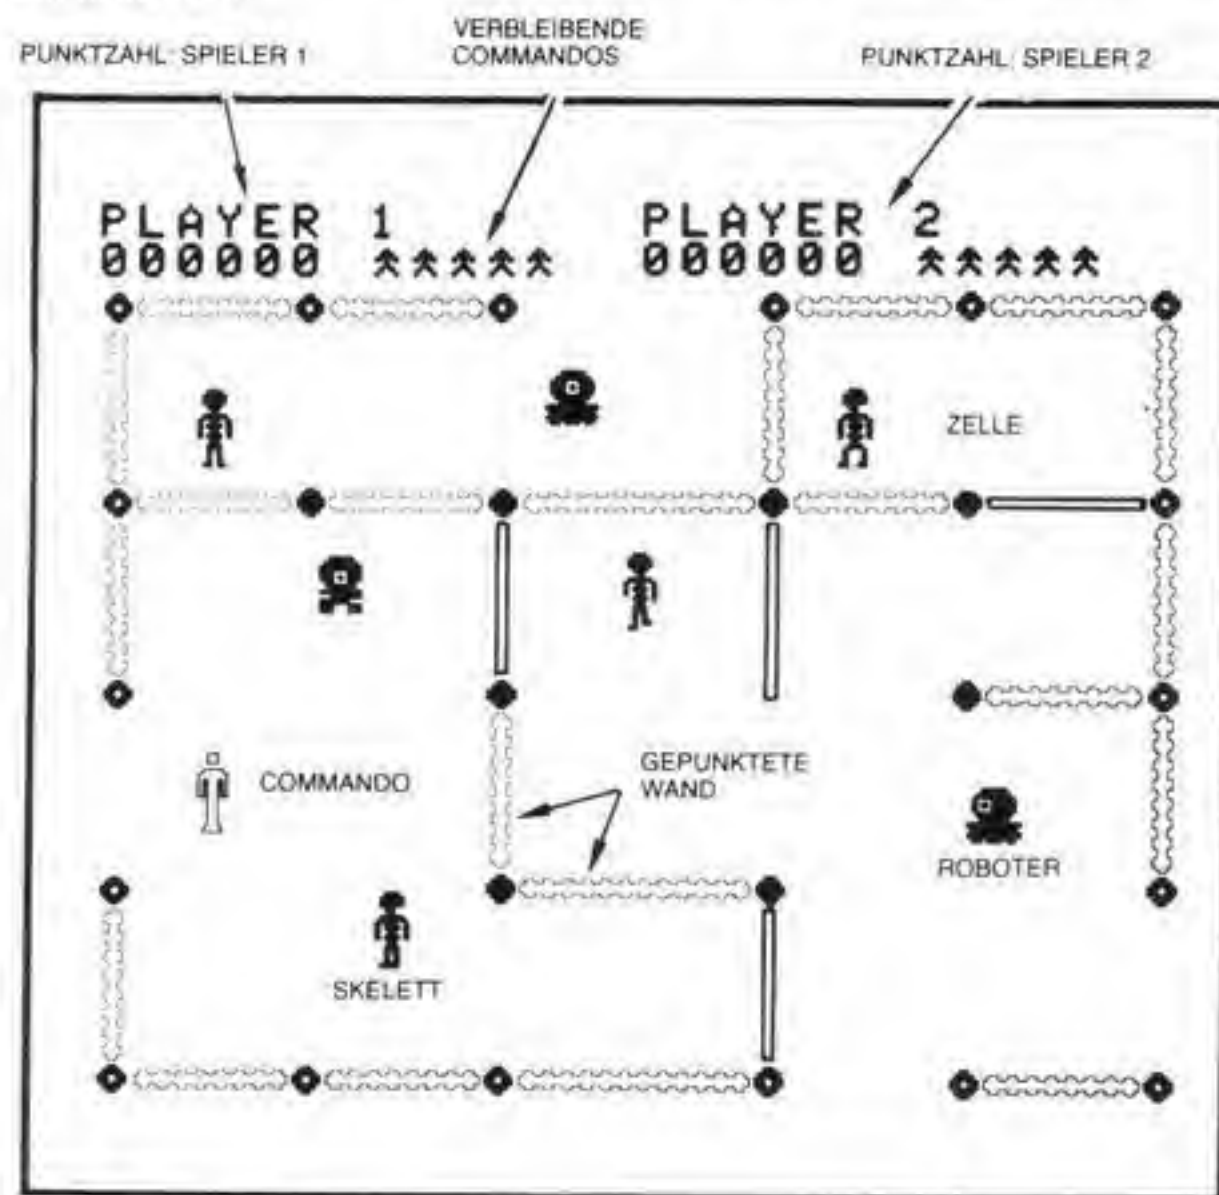 PUNKTZAHL: SPIELER 1
VERBLEIBENDE
COMMANDOS
PUNKTZAHL: SPIELER 2
PLAYER 1
000000
PLAYER 2
000000
ZELLE
COMMANDO
GEPUNKTETE
WAND
ROBOTER
SKELETT